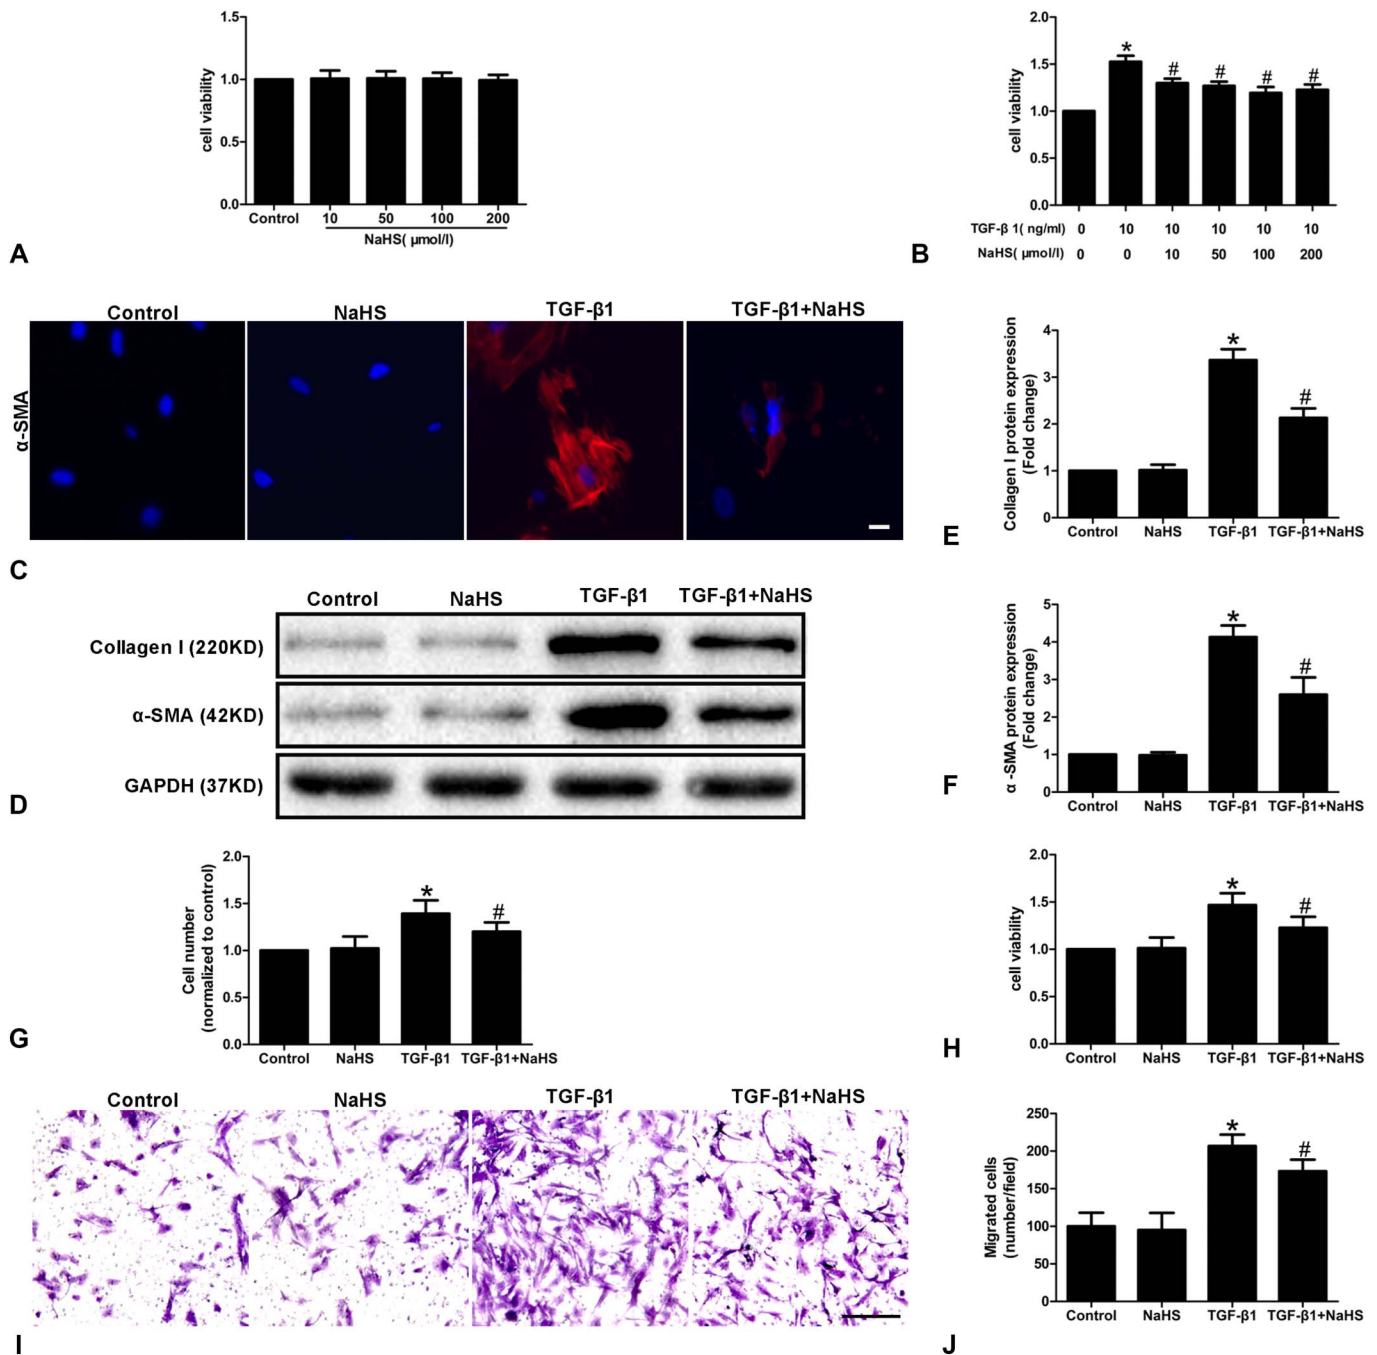 1.5
1.0
0.5
0.0
cell viability
Control 10 50 100 200
NaHS( µmol/l)
A
2.0
1.5
1.0
0.5
0.0
cell viability
* # # # #
TGF-β 1( ng/ml) 0 10 10 10 10 10
NaHS( µmol/l) 0 0 10 50 100 200
B
Control NaHS TGF-β1 TGF-β1+NaHS
α-SMA
C
4
3
2
1
0
Collagen I protein expression
(Fold change)
* #
Control NaHS TGF-β1 TGF-β1+NaHS
E
Control NaHS TGF-β1 TGF-β1+NaHS
Collagen I (220KD)
α-SMA (42KD)
GAPDH (37KD)
D
5
4
3
2
1
0
α -SMA protein expression
(Fold change)
* #
Control NaHS TGF-β1 TGF-β1+NaHS
F
2.0
1.5
1.0
0.5
0.0
Cell number
(normalized to control)
* #
Control NaHS TGF-β1 TGF-β1+NaHS
G
2.0
1.5
1.0
0.5
0.0
cell viability
* #
Control NaHS TGF-β1 TGF-β1+NaHS
H
Control NaHS TGF-β1 TGF-β1+NaHS
I
250
200
150
100
50
0
Migrated cells
(number/field)
* #
Control NaHS TGF-β1 TGF-β1+NaHS
J